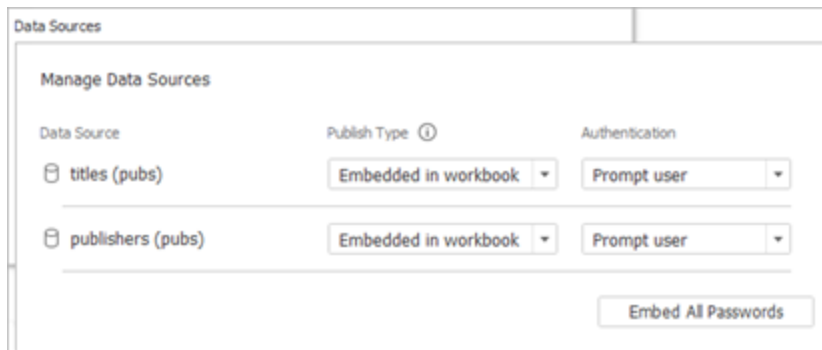 Data Sources
Manage Data Sources
Data Source Publish Type Authentication
titles (pubs) Embedded in workbook Prompt user
publishers (pubs) Embedded in workbook Prompt user
Embed All Passwords